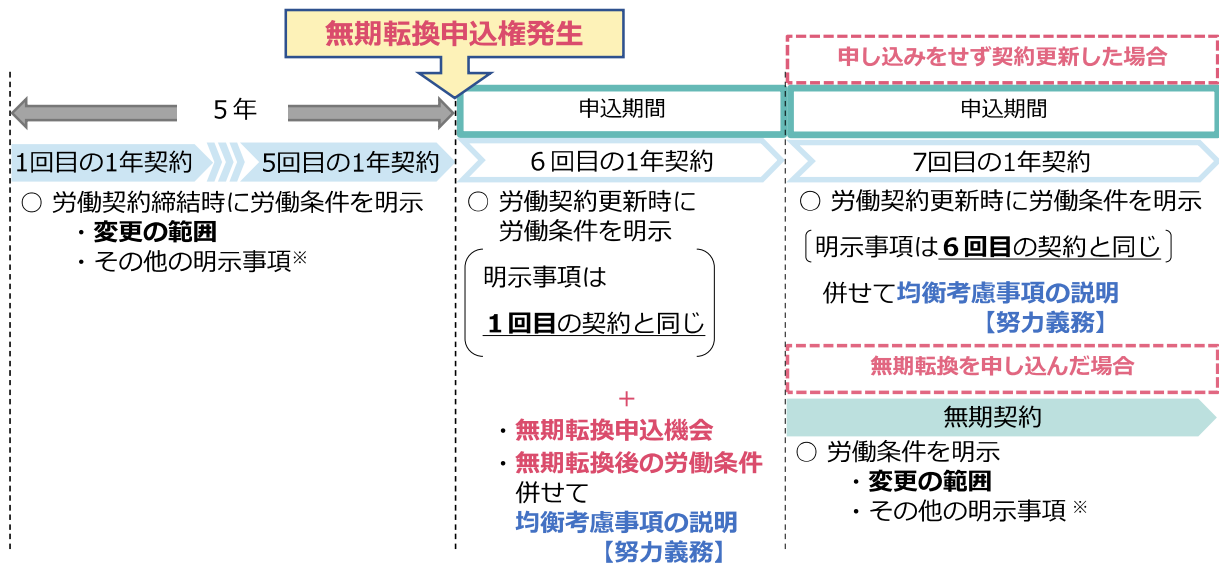 無期転換申込権発生
5年
1回目の1年契約
5回目の1年契約
○ 労働契約締結時に労働条件を明示
・変更の範囲
・その他の明示事項※
申込期間
6回目の1年契約
○ 労働契約更新時に
労働条件を明示
明示事項は
1回目の契約と同じ
+
・無期転換申込機会
・無期転換後の労働条件
併せて
均衡考慮事項の説明
【努力義務】
申し込みをせず契約更新した場合
申込期間
7回目の1年契約
○ 労働契約更新時に労働条件を明示
〔明示事項は6回目の契約と同じ〕
併せて均衡考慮事項の説明
【努力義務】
無期転換を申し込んだ場合
無期契約
○ 労働条件を明示
・変更の範囲
・その他の明示事項※